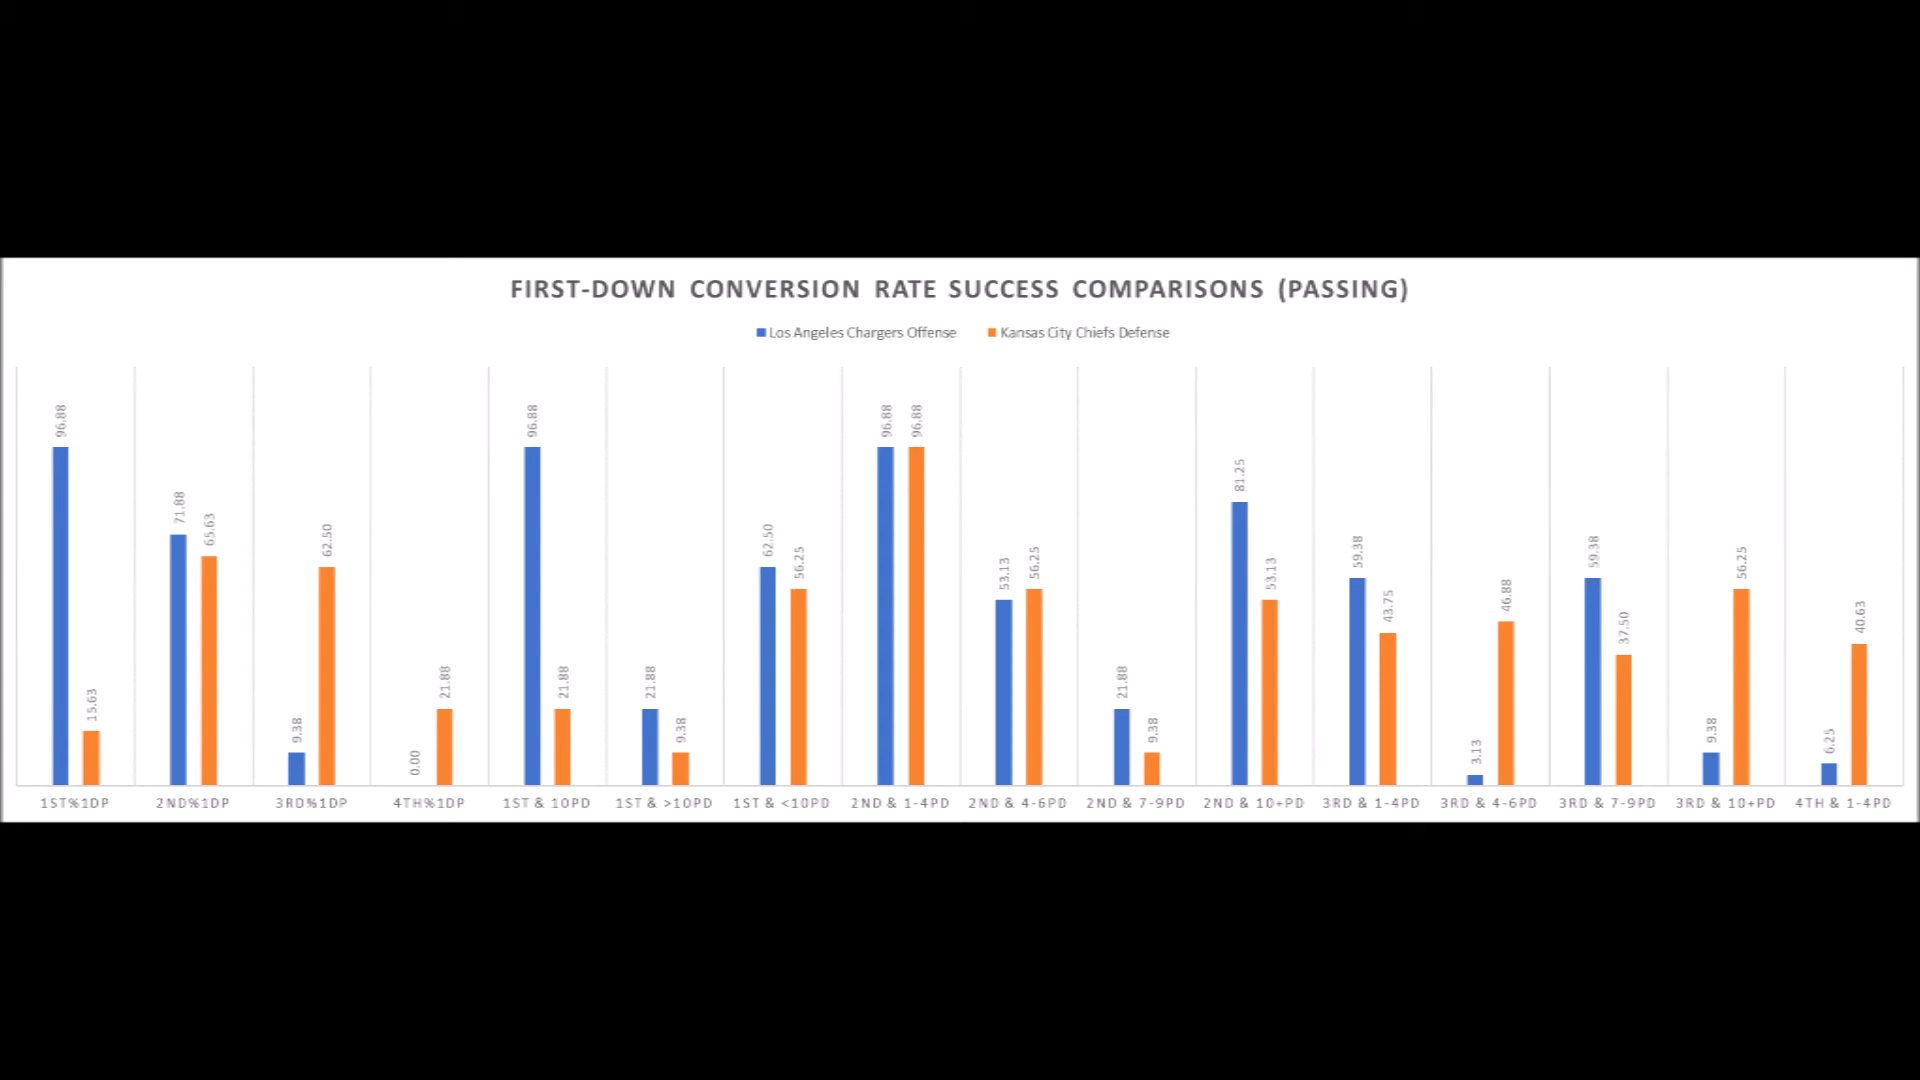 FIRST-DOWN CONVERSION RATE SUCCESS COMPARISONS (PASSING)
Los Angeles Chargers Offense Kansas City Chiefs Defense
96.88 15.63 71.88 65.63 9.38 62.50 0.00 21.88 96.88 21.88 21.88 9.38 62.50 56.25 96.88 96.88 53.13 56.25 21.88 9.38 81.25 53.13 59.38 43.75 3.13 46.88 59.38 37.50 9.38 56.25 6.25 40.63
1ST%1DP 2ND%1DP 3RD%1DP 4TH%1DP 1ST & 10PD 1ST & >10PD 1ST & <10PD 2ND & 1-4PD 2ND & 4-6PD 2ND & 7-9PD 2ND & 10+PD 3RD & 1-4PD 3RD & 4-6PD 3RD & 7-9PD 3RD & 10+PD 4TH & 1-4PD